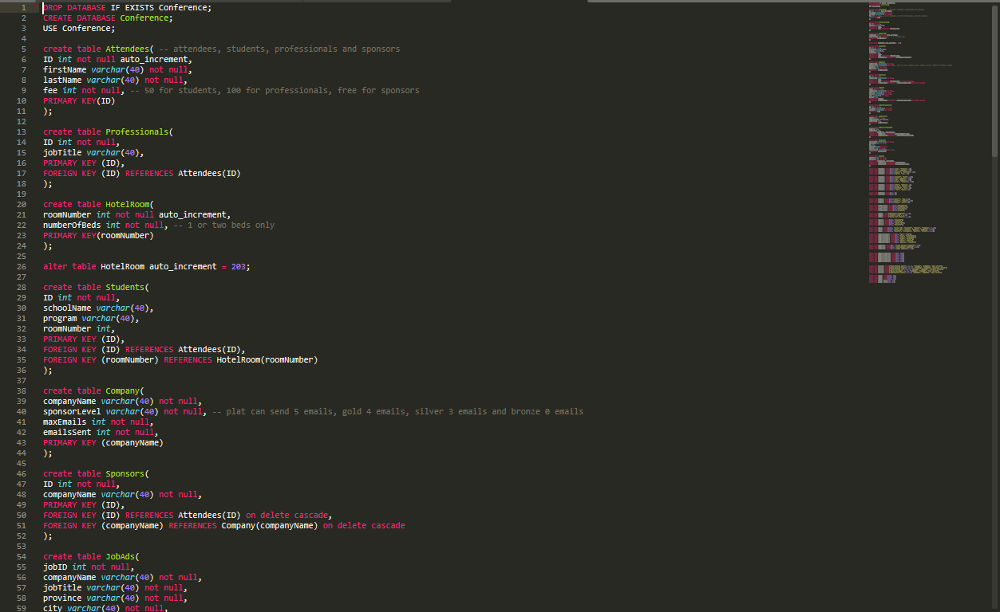 1 DROP DATABASE IF EXISTS Conference;
2 CREATE DATABASE Conference;
3 USE Conference;
4
5 create table Attendees( -- attendees, students, professionals and sponsors
6 ID int not null auto_increment,
7 firstName varchar(40) not null,
8 lastName varchar(40) not null,
9 fee int not null, -- 50 for students, 100 for professionals, free for sponsors
10 PRIMARY KEY(ID)
11 );
12
13 create table Professionals(
14 ID int not null,
15 jobTitle varchar(40),
16 PRIMARY KEY (ID),
17 FOREIGN KEY (ID) REFERENCES Attendees(ID)
18 );
19
20 create table HotelRoom(
21 roomNumber int not null auto_increment,
22 numberOfBeds int not null, -- 1 or two beds only
23 PRIMARY KEY(roomNumber)
24 );
25
26 alter table HotelRoom auto_increment = 203;
27
28 create table Students(
29 ID int not null,
30 schoolName varchar(40),
31 program varchar(40),
32 roomNumber int,
33 PRIMARY KEY (ID),
34 FOREIGN KEY (ID) REFERENCES Attendees(ID),
35 FOREIGN KEY (roomNumber) REFERENCES HotelRoom(roomNumber)
36 );
37
38 create table Company(
39 companyName varchar(40) not null,
40 sponsorLevel varchar(40) not null, -- plat can send 5 emails, gold 4 emails, silver 3 emails and bronze 0 emails
41 maxEmails int not null,
42 emailsSent int not null,
43 PRIMARY KEY (companyName)
44 );
45
46 create table Sponsors(
47 ID int not null,
48 companyName varchar(40) not null,
49 PRIMARY KEY (ID),
50 FOREIGN KEY (ID) REFERENCES Attendees(ID) on delete cascade,
51 FOREIGN KEY (companyName) REFERENCES Company(companyName) on delete cascade
52 );
53
54 create table JobAds(
55 jobID int not null,
56 companyName varchar(40) not null,
57 jobTitle varchar(40) not null,
58 province varchar(40) not null,
59 city varchar(40) not null,